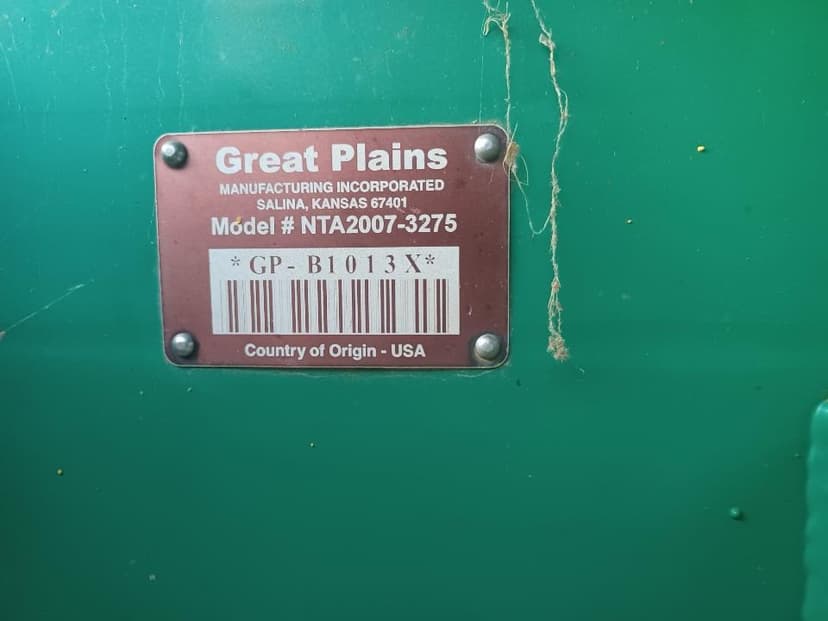 Great Plains
MANUFACTURING INCORPORATED
SALINA, KANSAS 67401
Model # NTA2007-3275
*GP-B1013X*
Country of Origin - USA